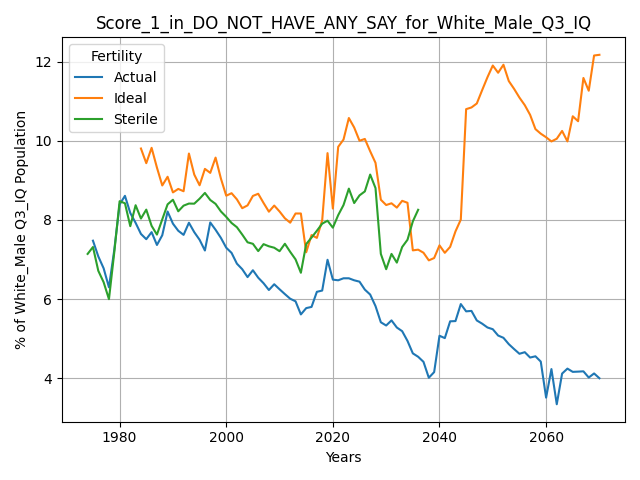 Score_1_in_DO_NOT_HAVE_ANY_SAY_for_White_Male_Q3_IQ
Fertility
Actual
Ideal
Sterile
% of White_Male Q3_IQ Population
12
10
8
6
4
1980 2000 2020 2040 2060
Years